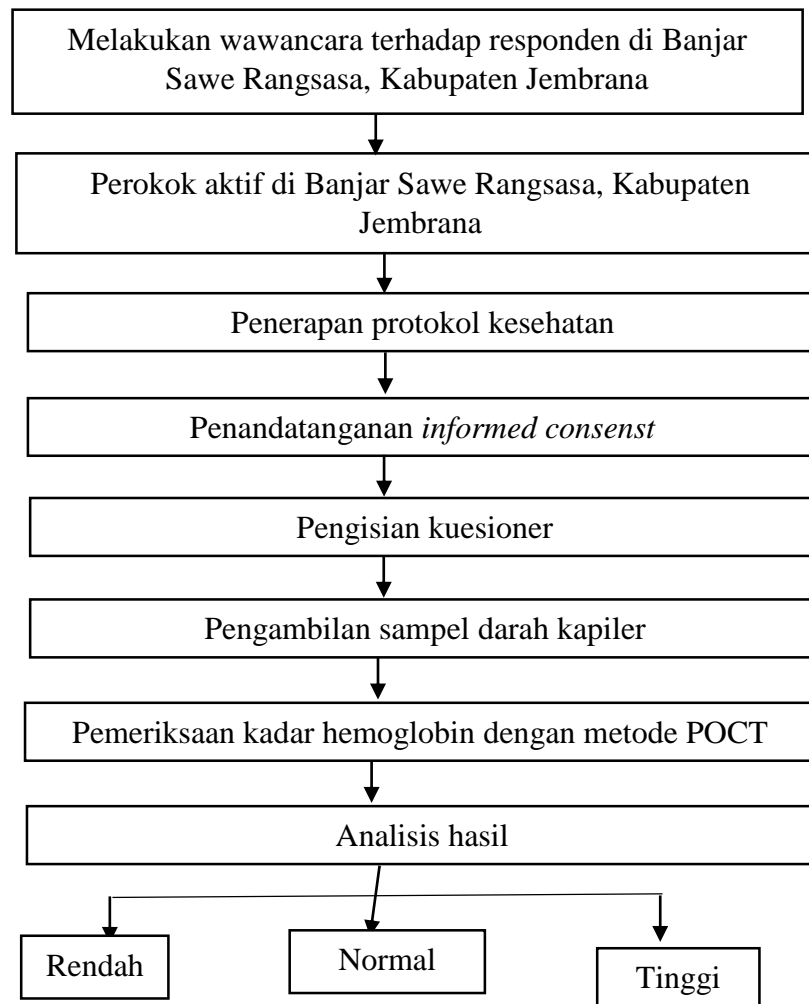 Melakukan wawancara terhadap responden di Banjar
Sawe Rangsasa, Kabupaten Jembrana
Perokok aktif di Banjar Sawe Rangsasa, Kabupaten
Jembrana
Penerapan protokol kesehatan
Penandatanganan informed consenst
Pengisian kuesioner
Pengambilan sampel darah kapiler
Pemeriksaan kadar hemoglobin dengan metode POCT
Analisis hasil
Rendah
Normal
Tinggi